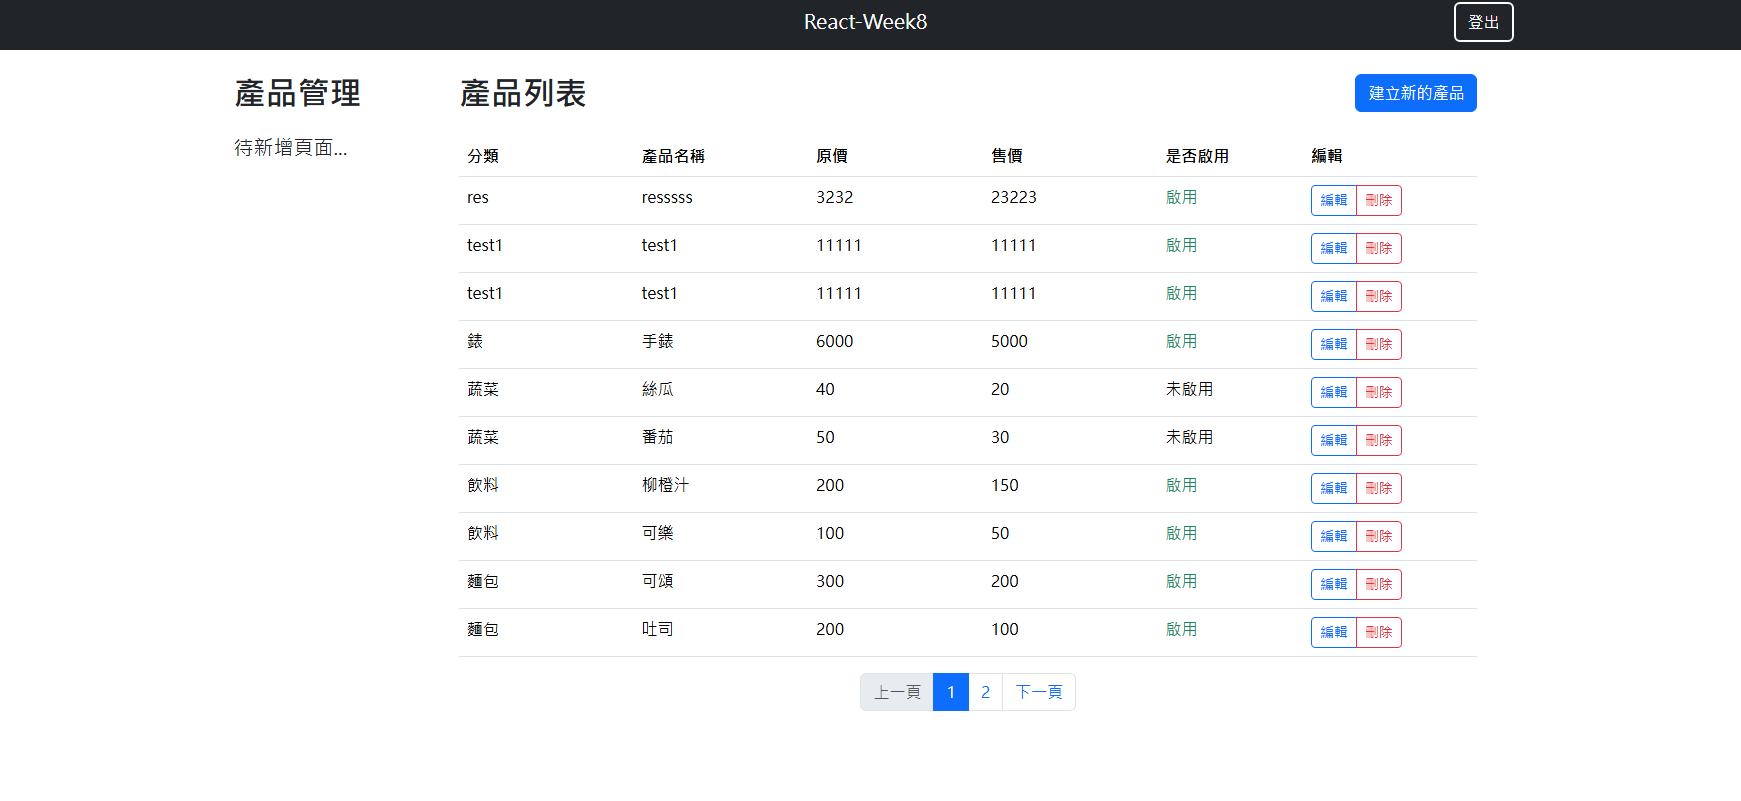 React-Week8 登出
產品管理 產品列表 建立新的產品
待新增頁面...
分類 產品名稱 原價 售價 是否啟用 編輯
res resssss 3232 23223 啟用 編輯 刪除
test1 test1 11111 11111 啟用 編輯 刪除
test1 test1 11111 11111 啟用 編輯 刪除
錶 手錶 6000 5000 啟用 編輯 刪除
蔬菜 絲瓜 40 20 未啟用 編輯 刪除
蔬菜 番茄 50 30 未啟用 編輯 刪除
飲料 柳橙汁 200 150 啟用 編輯 刪除
飲料 可樂 100 50 啟用 編輯 刪除
麵包 可頌 300 200 啟用 編輯 刪除
麵包 吐司 200 100 啟用 編輯 刪除
上一頁 1 2 下一頁